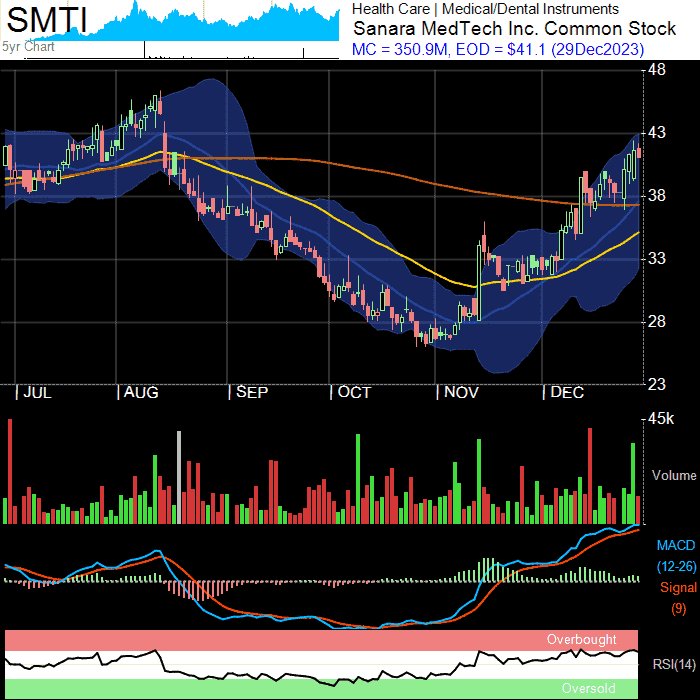 SMTI
5yr Chart
Health Care | Medical/Dental Instruments
Sanara MedTech Inc. Common Stock
MC = 350.9M, EOD = $41.1 (29Dec2023)
48
43
38
33
28
23
JUL AUG SEP OCT NOV DEC
45k
Volume
MACD
(12-26)
Signal
(9)
Overbought
RSI(14)
Oversold